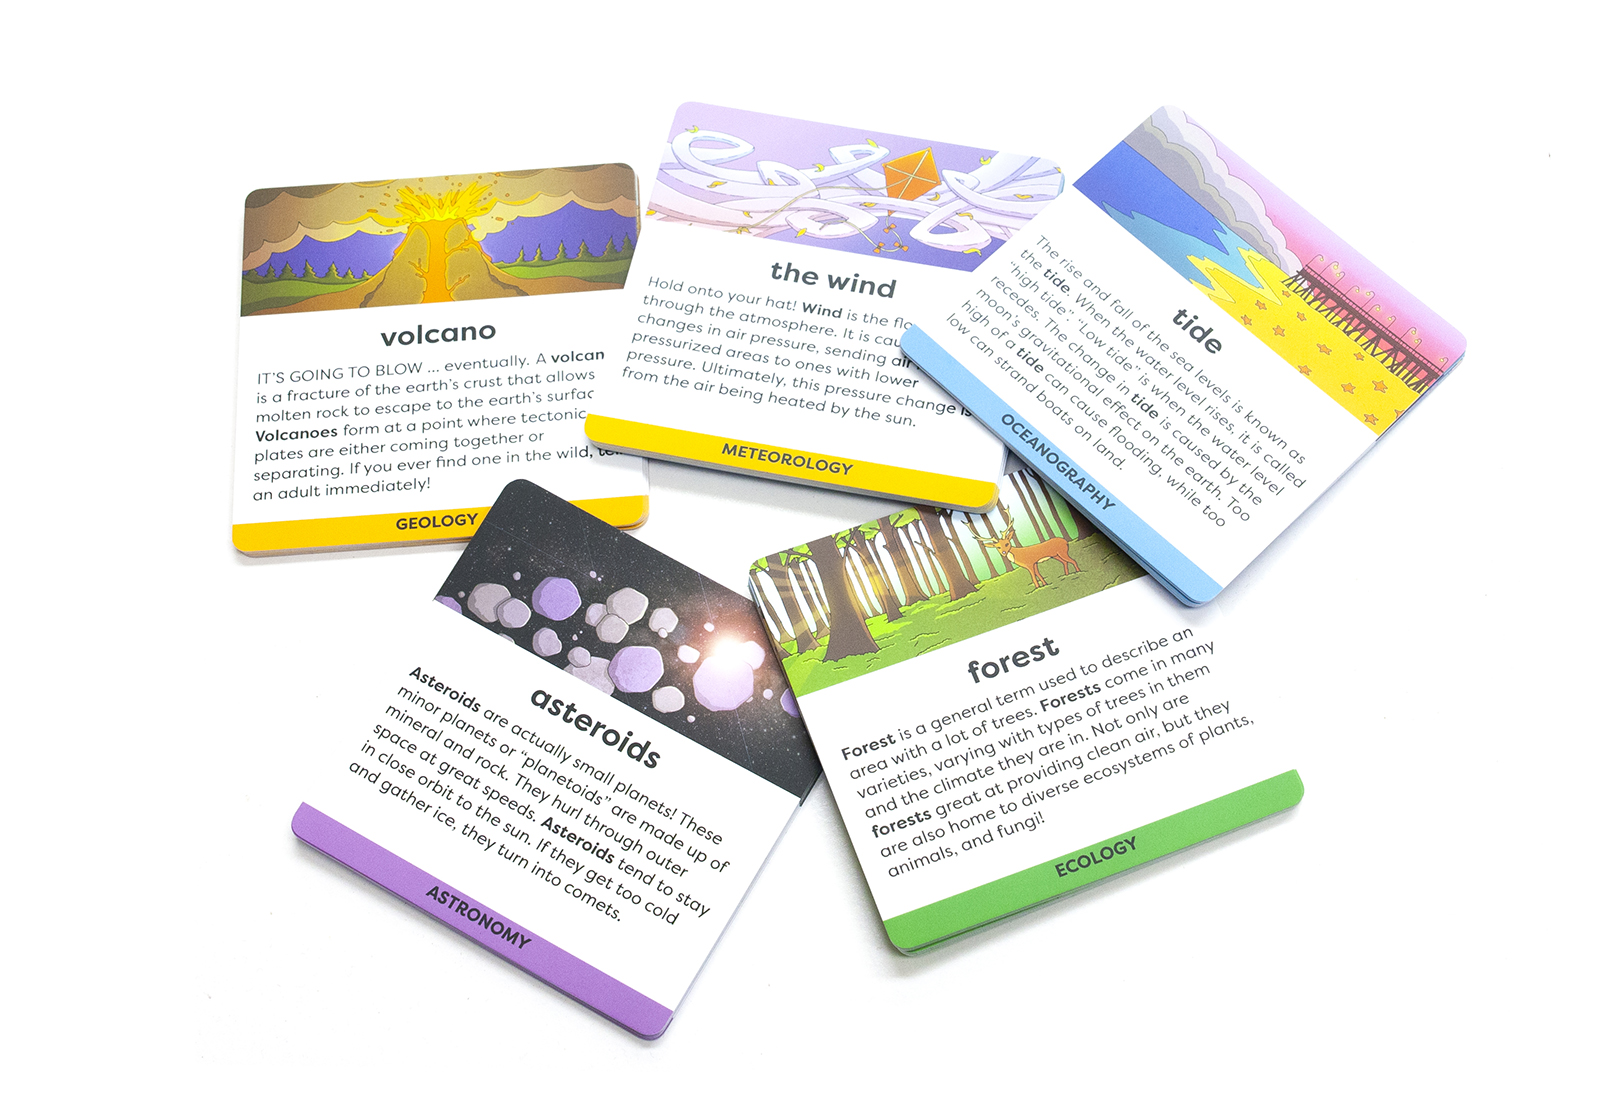 volcano
IT'S GOING TO BLOW ... eventually. A volcan
is a fracture of the earth's crust that allows
molten rock to escape to the earth's surfac
Volcanoes form at a point where tectonic
plates are either coming together or
separating. If you ever find one in the wild,
an adult immediately!
GEOLOGY
the wind
Hold onto your hat! Wind is the flo
through the atmosphere. It is cau
changes in air pressure, sending air
pressurized areas to ones with lower
pressure. Ultimately, this pressure change is
from the air being heated by the sun.
METEOROLOGY
tide
The rise and fall of the sea levels is known as
the tide. When the water level rises, it is called
"high tide". "Low tide" is when the water level
recedes. The change in tide is caused by the
moon's gravitational effect on the earth. Too
high of a tide can cause flooding, while too
low can strand boats on land.
OCEANOGRAPHY
asteroids
Asteroids are actually small planets! These
minor planets or "planetoids" are made up of
mineral and rock. They hurl through outer
space at great speeds. Asteroids tend to stay
in close orbit to the sun. If they get too cold
and gather ice, they turn into comets.
ASTRONOMY
forest
Forest is a general term used to describe an
area with a lot of trees. Forests come in many
varieties, varying with types of trees in them
and the climate they are in. Not only are
forests great at providing clean air, but they
are also home to diverse ecosystems of plants,
animals, and fungi!
ECOLOGY